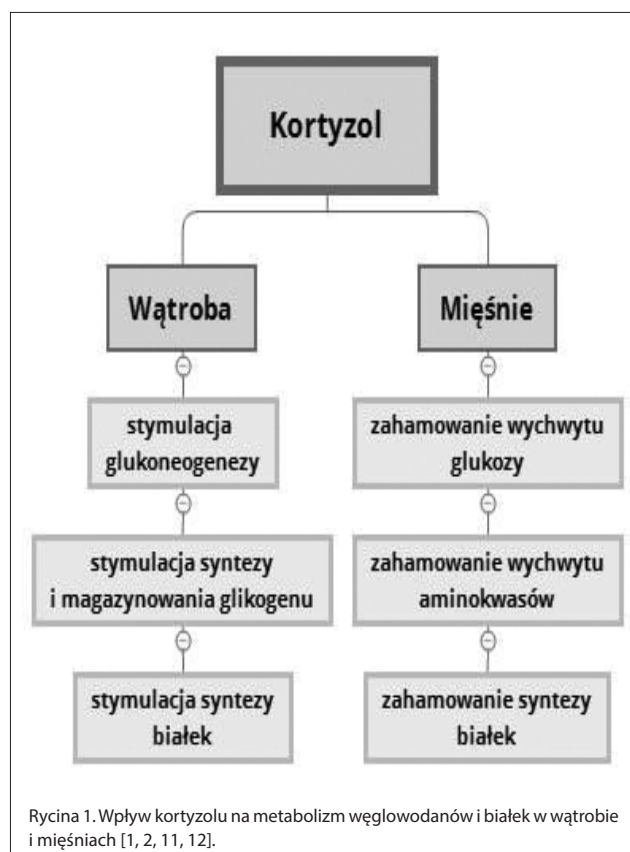 Kortyzol
Wątroba
stymulacja
glukoneogenezy
stymulacja syntezy
i magazynowania glikogenu
stymulacja syntezy
białek
Mięśnie
zahamowanie wychwytu
glukozy
zahamowanie wychwytu
aminokwasów
zahamowanie syntezy
białek
Rycina 1. Wpływ kortyzolu na metabolizm węglowodanów i białek w wątrobie
i mięśniach [1, 2, 11, 12].